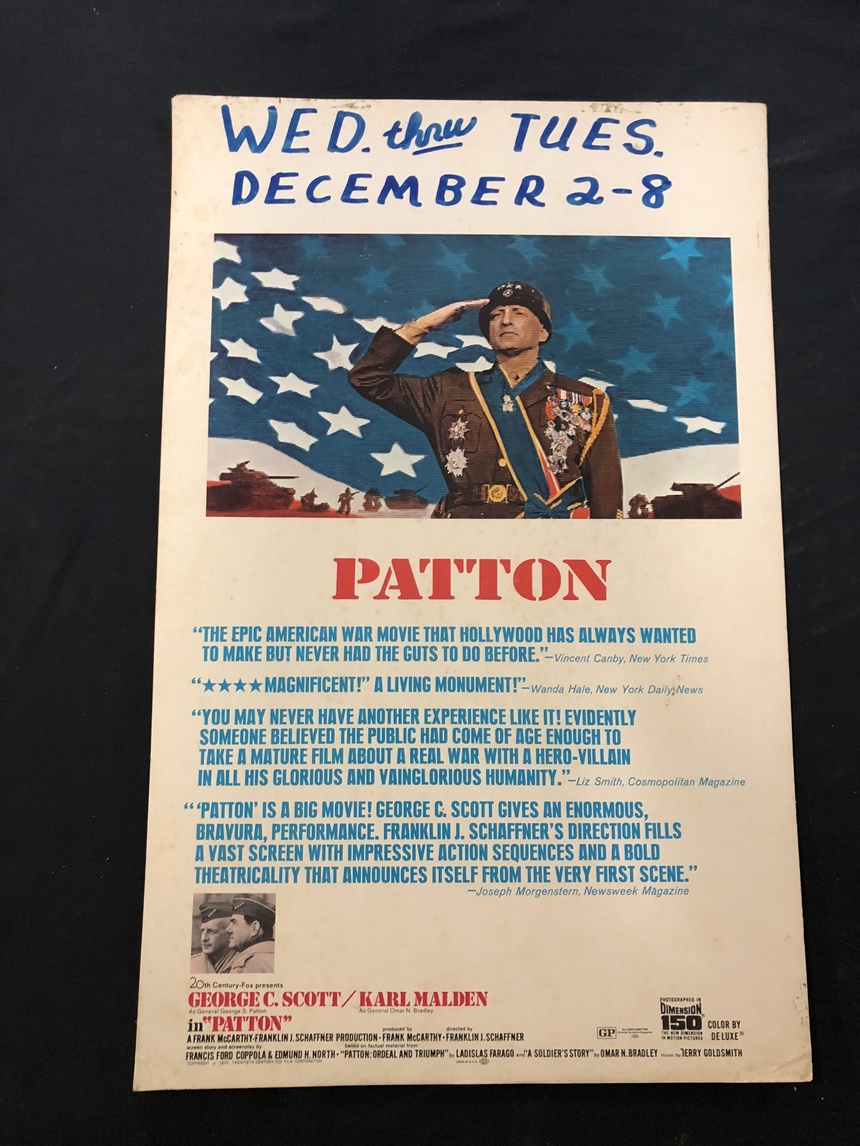 WED. thru TUES.
DECEMBER 2-8
PATTON
“THE EPIC AMERICAN WAR MOVIE THAT HOLLYWOOD HAS ALWAYS WANTED
TO MAKE BUT NEVER HAD THE GUTS TO DO BEFORE.”—Vincent Canby, New York Times
“★★★★MAGNIFICENT!” A LIVING MONUMENT!”—Wanda Hale, New York Daily News
“YOU MAY NEVER HAVE ANOTHER EXPERIENCE LIKE IT! EVIDENTLY
SOMEONE BELIEVED THE PUBLIC HAD COME OF AGE ENOUGH TO
TAKE A MATURE FILM ABOUT A REAL WAR WITH A HERO-VILLAIN
IN ALL HIS GLORIOUS AND VAINGLORIOUS HUMANITY.”—Liz Smith, Cosmopolitan Magazine
“‘PATTON’ IS A BIG MOVIE! GEORGE C. SCOTT GIVES AN ENORMOUS,
BRAVURA, PERFORMANCE. FRANKLIN J. SCHAFFNER’S DIRECTION FILLS
A VAST SCREEN WITH IMPRESSIVE ACTION SEQUENCES AND A BOLD
THEATRICALITY THAT ANNOUNCES ITSELF FROM THE VERY FIRST SCENE.”
—Joseph Morgenstern, Newsweek Magazine
20th Century-Fox presents
GEORGE C. SCOTT/KARL MALDEN
As General George S. Patton As General Omar N. Bradley
in “PATTON”
produced by directed by
A FRANK McCARTHY-FRANKLIN J. SCHAFFNER PRODUCTION • FRANK McCARTHY • FRANKLIN J. SCHAFFNER
screen story and screenplay by based on factual material from
FRANCIS FORD COPPOLA & EDMUND H. NORTH • “PATTON: ORDEAL AND TRIUMPH” by LADISLAS FARAGO and “A SOLDIER’S STORY” by OMAR N. BRADLEY music by JERRY GOLDSMITH
GP
PHOTOGRAPHED IN
DIMENSION
150
THE NEW DIMENSION
IN MOTION PICTURES
COLOR BY
DE LUXE®